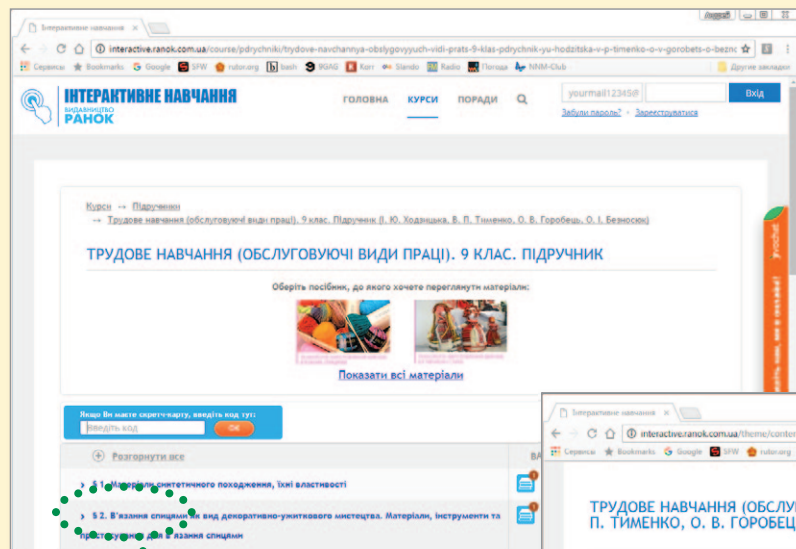 Інтерактивне навчання
Андрей
interactive.ranok.com.ua/course/pdrychniki/trydove-navchannya-obslygovyyuch-vidi-prats-9-klas-pdrychnik-yu-hodzitska-v-p-timenko-o-v-gorobets-o-bezno
Сервисы Bookmarks Google SFW rutor.org bash 9GAG Корr Slando Radio Погода NNM-Club Другие закладки
ІНТЕРАКТИВНЕ НАВЧАННЯ
ВИДАВНИЦТВО
РАНОК
ГОЛОВНА КУРСИ ПОРАДИ
yourmail12345@ Вхід
Забули пароль? Зареєструватися
Курси → Підручники
→ Трудове навчання (обслуговуючі види праці). 9 клас. Підручник (І. Ю. Ходзицька, В. П. Тименко, О. В. Горобець, О. І. Безносюк)
ТРУДОВЕ НАВЧАННЯ (ОБСЛУГОВУЮЧІ ВИДИ ПРАЦІ). 9 КЛАС. ПІДРУЧНИК
Оберіть посібник, до якого хочете переглянути матеріали:
Показати всі матеріали
Якщо Ви маєте скретч-карту, введіть код тут:
Введіть код OK
Розгорнути все ВА
§ 1. Матеріали синтетичного походження, їхні властивості
§ 2. В'язання спицями як вид декоративно-ужиткового мистецтва. Матеріали, інструменти та
пристосування для в'язання спицями
Інтерактивне навчання
interactive.ranok.com.ua/theme/conten
Сервисы Bookmarks Google SFW rutor.org
ТРУДОВЕ НАВЧАННЯ (ОБСЛУ
П. ТИМЕНКО, О. В. ГОРОБЕЦ